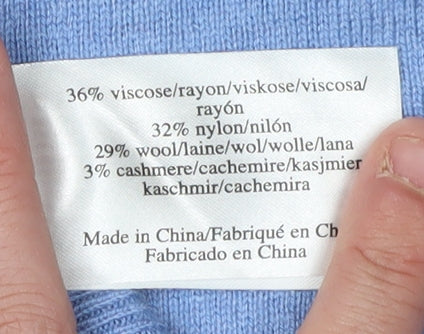 36% viscose/rayon/viskose/viscosa/
rayón
32% nylon/nilón
29% wool/laine/wol/wolle/lana
3% cashmere/cachemire/kasjmier
kaschmir/cachemira
Made in China/Fabriqué en Ch
Fabricado en China